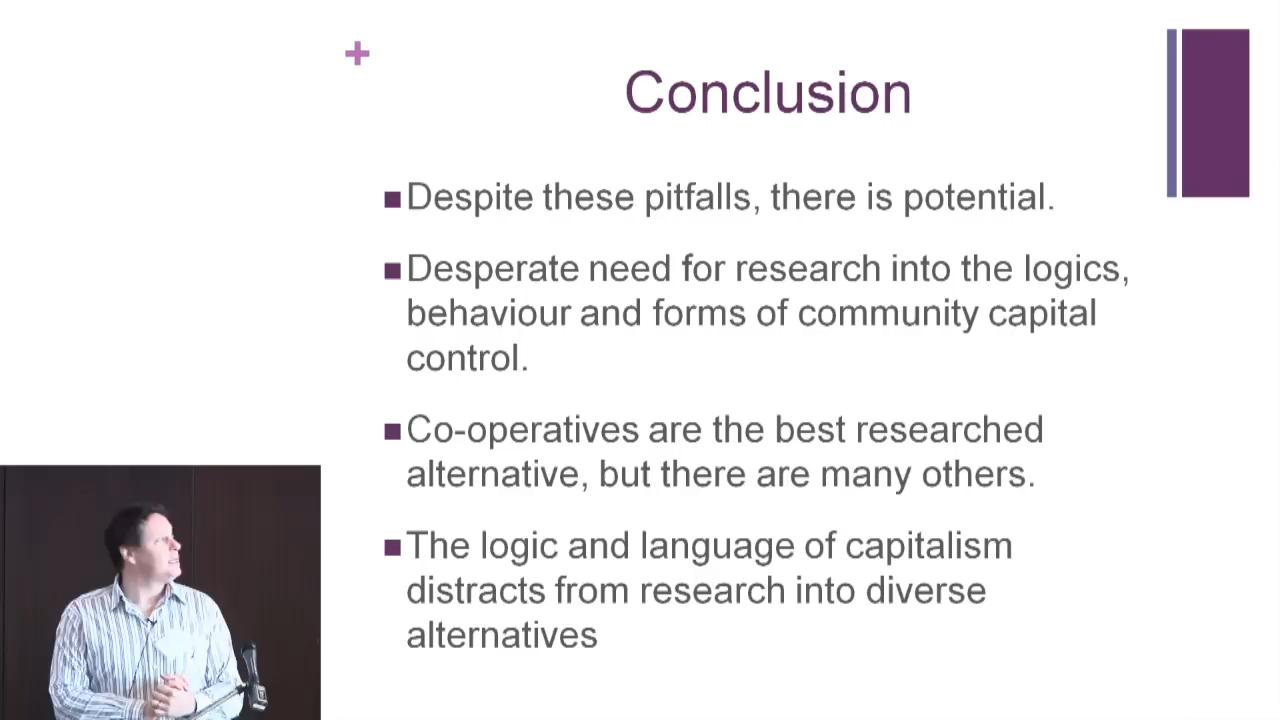 Conclusion
Despite these pitfalls, there is potential.
Desperate need for research into the logics,
behaviour and forms of community capital
control.
Co-operatives are the best researched
alternative, but there are many others.
The logic and language of capitalism
distracts from research into diverse
alternatives